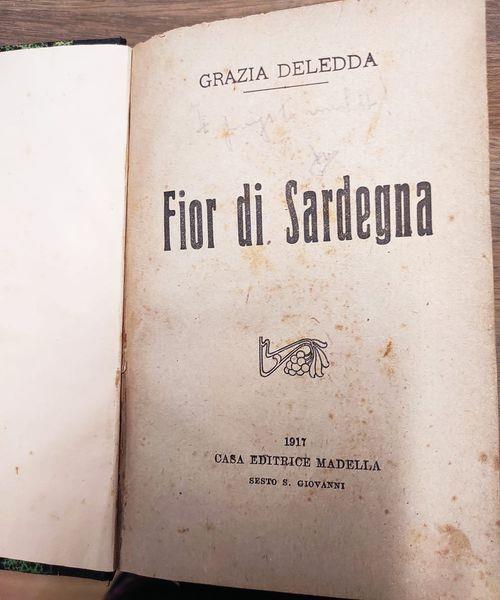 GRAZIA DELEDDA
Fior di Sardegna
1917
CASA EDITRICE MADELLA
SESTO S. GIOVANNI